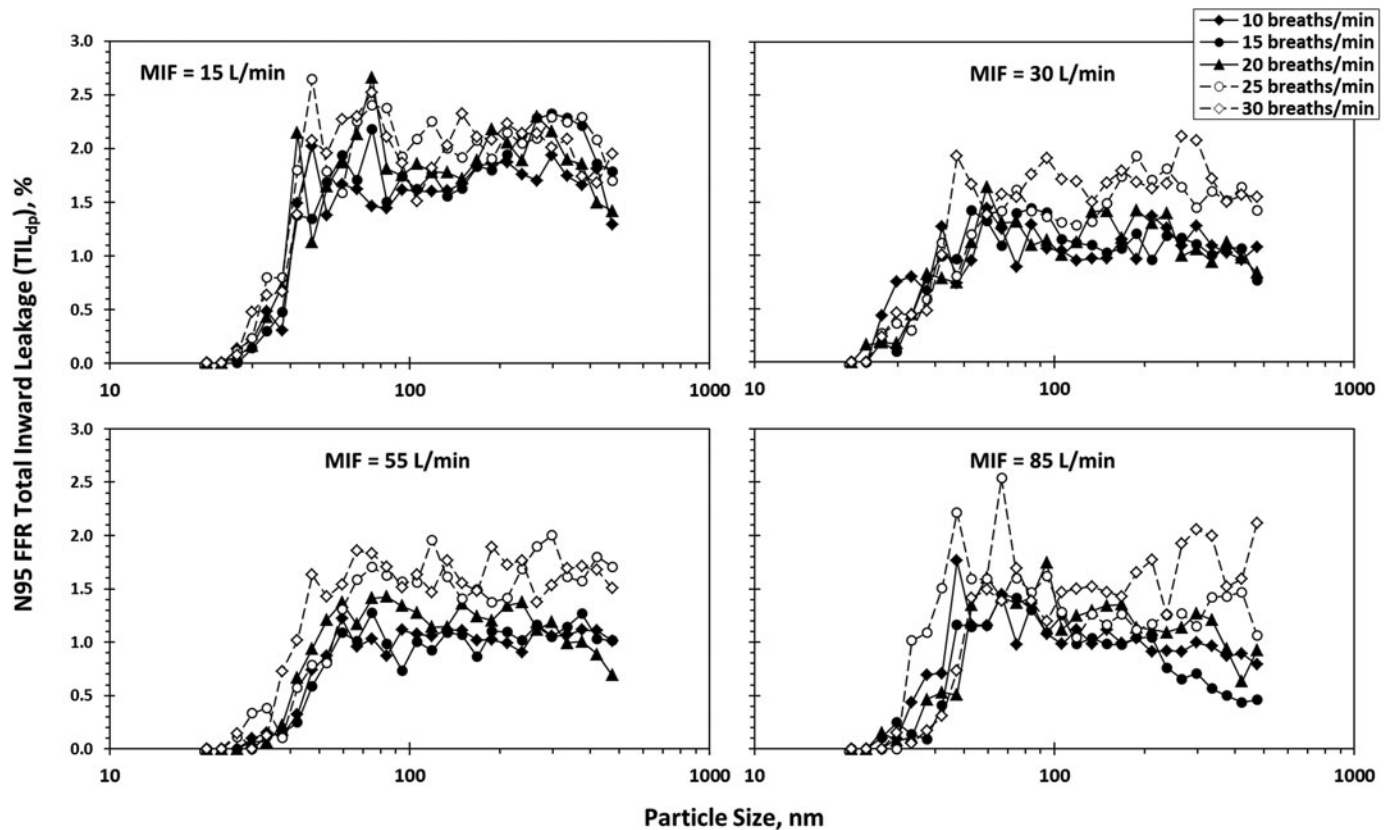 10 breaths/min
15 breaths/min
20 breaths/min
25 breaths/min
30 breaths/min
N95 FFR Total Inward Leakage (TILdp), %
MIF = 15 L/min
3.0
2.5
2.0
1.5
1.0
0.5
0.0
10 100 1000
MIF = 30 L/min
10 100 1000
MIF = 55 L/min
3.0
2.5
2.0
1.5
1.0
0.5
0.0
10 100 1000
MIF = 85 L/min
10 100 1000
Particle Size, nm